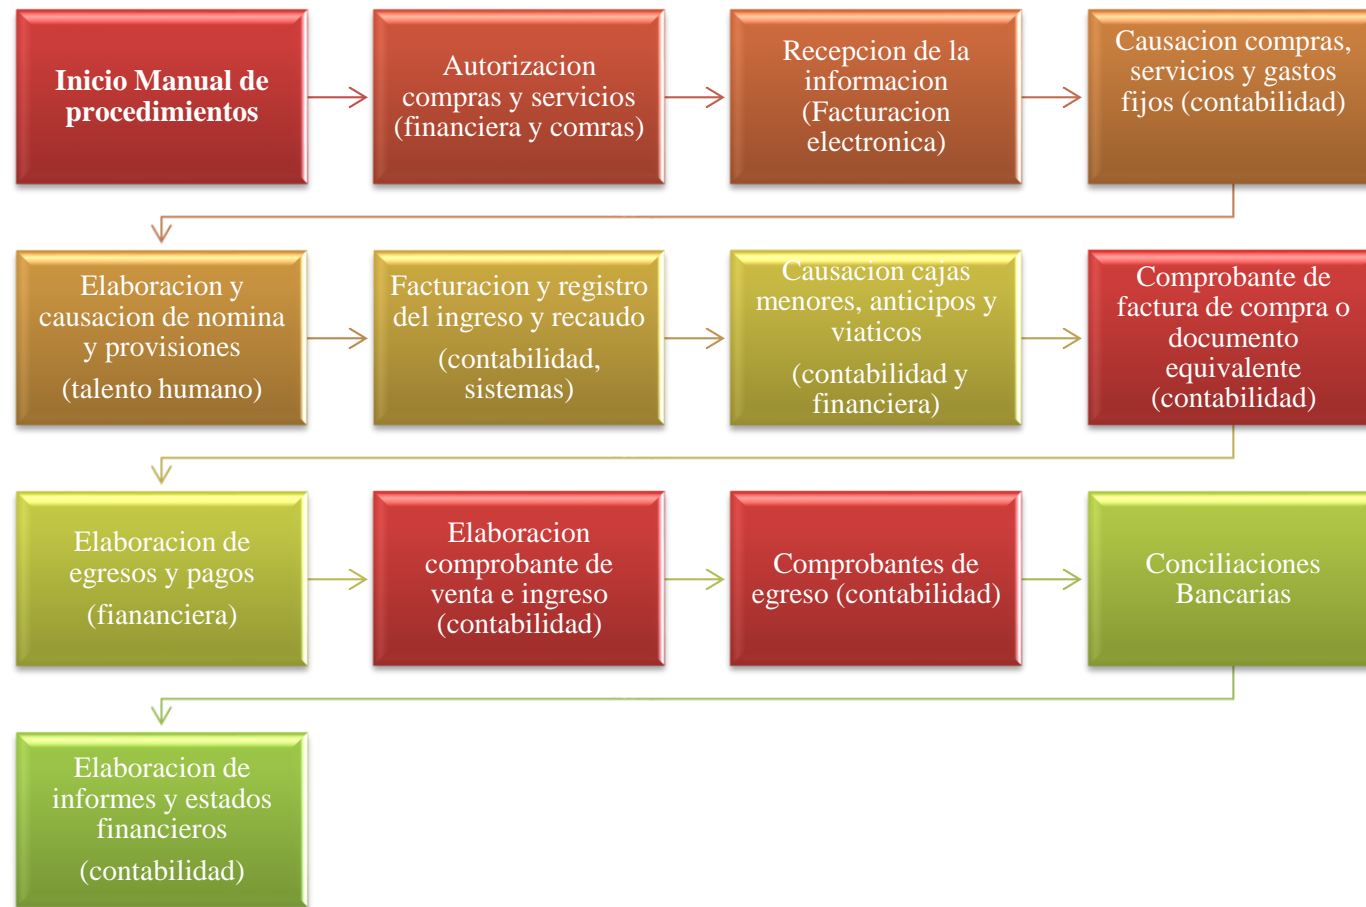 Inicio Manual de
procedimientos
Autorizacion
compras y servicios
(financiera y comras)
Recepcion de la
informacion
(Facturacion
electronica)
Causacion compras,
servicios y gastos
fijos (contabilidad)
Elaboracion y
causacion de nomina
y provisiones
(talento humano)
Facturacion y registro
del ingreso y recaudo
(contabilidad,
sistemas)
Causacion cajas
menores, anticipos y
viaticos
(contabilidad y
financiera)
Comprobante de
factura de compra o
documento
equivalente
(contabilidad)
Elaboracion de
egresos y pagos
(fiananciera)
Elaboracion
comprobante de
venta e ingreso
(contabilidad)
Comprobantes de
egreso (contabilidad)
Conciliaciones
Bancarias
Elaboracion de
informes y estados
financieros
(contabilidad)